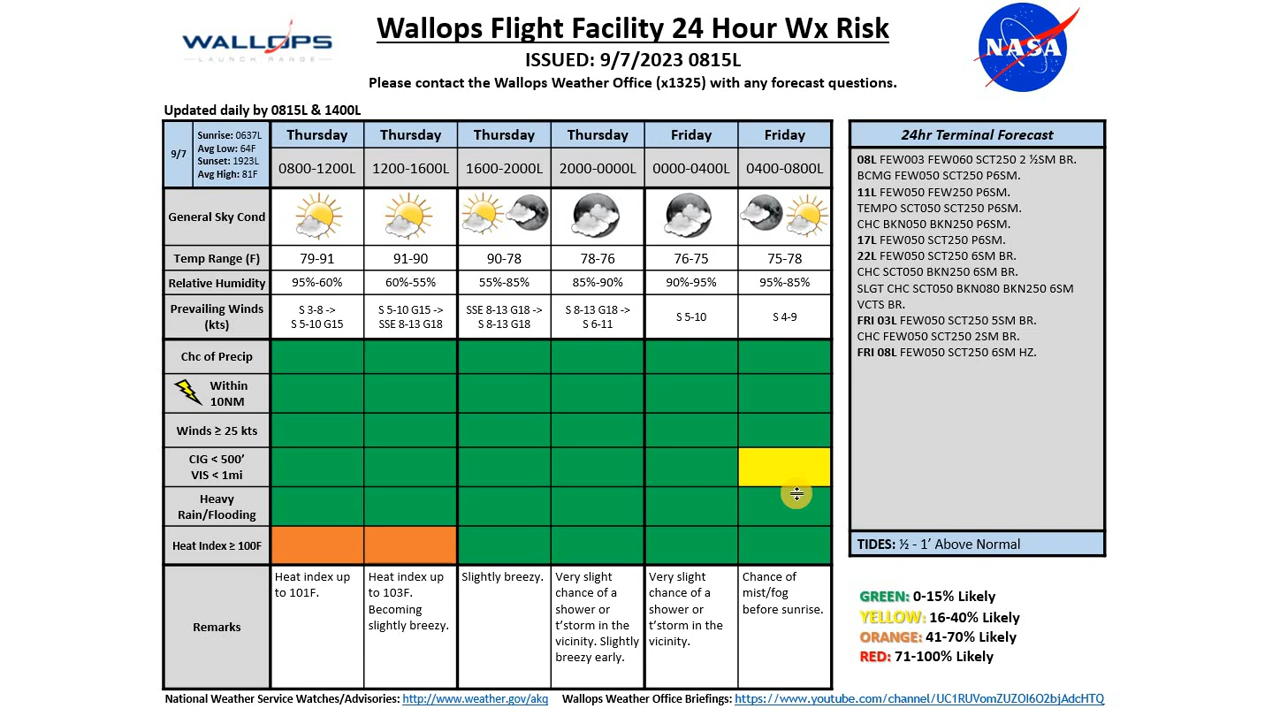 WALLOPS
LAUNCH RANGE
Wallops Flight Facility 24 Hour Wx Risk
ISSUED: 9/7/2023 0815L
Please contact the Wallops Weather Office (x1325) with any forecast questions.
NASA
Updated daily by 0815L & 1400L
9/7
Sunrise: 0637L
Avg Low: 64F
Sunset: 1923L
Avg High: 81F
Thursday Thursday Thursday Thursday Friday Friday
0800-1200L 1200-1600L 1600-2000L 2000-0000L 0000-0400L 0400-0800L
General Sky Cond
Temp Range (F) 79-91 91-90 90-78 78-76 76-75 75-78
Relative Humidity 95%-60% 60%-55% 55%-85% 85%-90% 90%-95% 95%-85%
Prevailing Winds (kts)
S 3-8 -> S 5-10 G15
S 5-10 G15 -> SSE 8-13 G18
SSE 8-13 G18 -> S 8-13 G18
S 8-13 G18 -> S 6-11
S 5-10
S 4-9
Chc of Precip
Within 10NM
Winds ≥ 25 kts
CIG < 500’
VIS < 1mi
Heavy
Rain/Flooding
Heat Index ≥ 100F
Remarks
Heat index up
to 101F.
Heat index up
to 103F.
Becoming
slightly breezy.
Slightly breezy.
Very slight
chance of a
shower or
t’storm in the
vicinity. Slightly
breezy early.
Very slight
chance of a
shower or
t’storm in the
vicinity.
Chance of
mist/fog
before sunrise.
24hr Terminal Forecast
08L FEW003 FEW060 SCT250 2 ½SM BR.
BCMG FEW050 SCT250 P6SM.
11L FEW050 FEW250 P6SM.
TEMPO SCT050 SCT250 P6SM.
CHC BKN050 BKN250 P6SM.
17L FEW050 SCT250 P6SM.
22L FEW050 SCT250 6SM BR.
CHC SCT050 BKN250 6SM BR.
SLGT CHC SCT050 BKN080 BKN250 6SM
VCTS BR.
FRI 03L FEW050 SCT250 5SM BR.
CHC FEW050 SCT250 2SM BR.
FRI 08L FEW050 SCT250 6SM HZ.
TIDES: ½ - 1’ Above Normal
GREEN: 0-15% Likely
YELLOW: 16-40% Likely
ORANGE: 41-70% Likely
RED: 71-100% Likely
National Weather Service Watches/Advisories: http://www.weather.gov/akq Wallops Weather Office Briefings: https://www.youtube.com/channel/UC1RUVomZUZOl6O2bjAdcHTQ